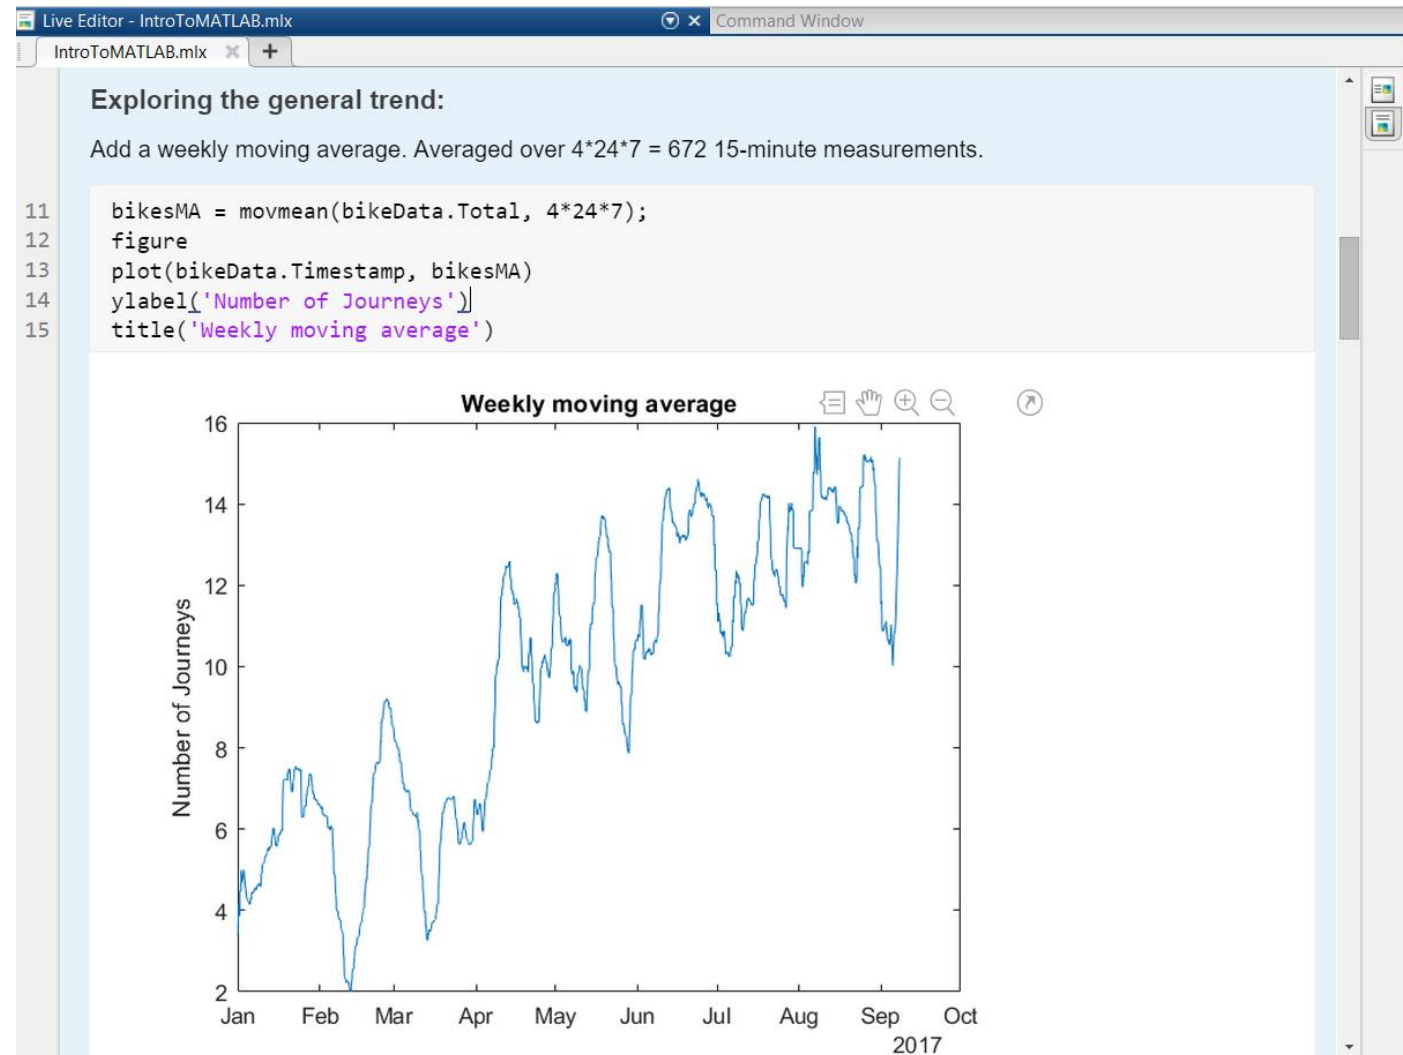 Live Editor - IntroToMATLAB.mlx
Command Window
IntroToMATLAB.mlx
Exploring the general trend:
Add a weekly moving average. Averaged over 4*24*7 = 672 15-minute measurements.
11 bikesMA = movmean(bikeData.Total, 4*24*7);
12 figure
13 plot(bikeData.Timestamp, bikesMA)
14 ylabel('Number of Journeys')
15 title('Weekly moving average')
Weekly moving average
16
14
12
10
8
6
4
2
Number of Journeys
Jan Feb Mar Apr May Jun Jul Aug Sep Oct
2017